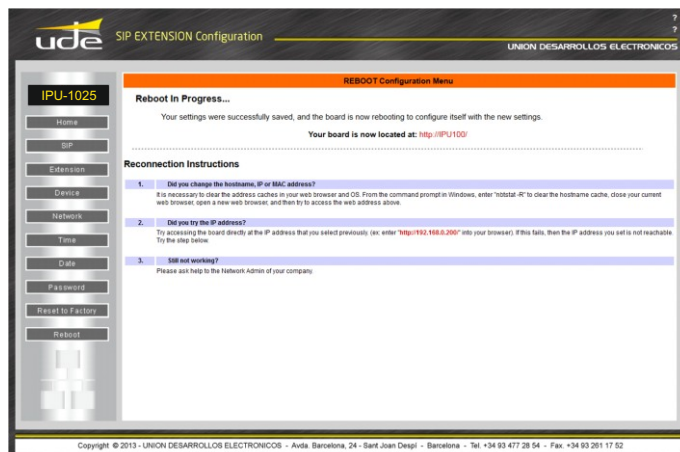 ude
SIP EXTENSION Configuration
?
?
UNION DESARROLLOS ELECTRONICOS
IPU-1025
Home
SIP
Extension
Device
Network
Time
Date
Password
Reset to Factory
Reboot
REBOOT Configuration Menu
Reboot In Progress...
Your settings were successfully saved, and the board is now rebooting to configure itself with the new settings.
Your board is now located at: http://IPU100/
Reconnection Instructions
1. Did you change the hostname, IP or MAC address?
It is necessary to clear the address caches in your web browser and OS. From the command prompt in Windows, enter "nbtstat -R" to clear the hostname cache, close your current
web browser, open a new web browser, and then try to access the web address above.
2. Did you try the IP address?
Try accessing the board directly at the IP address that you select previously. (ex: enter "http://192.168.0.200/" into your browser). If this fails, then the IP address you set is not reachable.
Try the step below.
3. Still not working?
Please ask help to the Network Admin of your company.
Copyright © 2013 - UNION DESARROLLOS ELECTRONICOS - Avda. Barcelona, 24 - Sant Joan Despí - Barcelona - Tel. +34 93 477 28 54 - Fax. +34 93 261 17 52